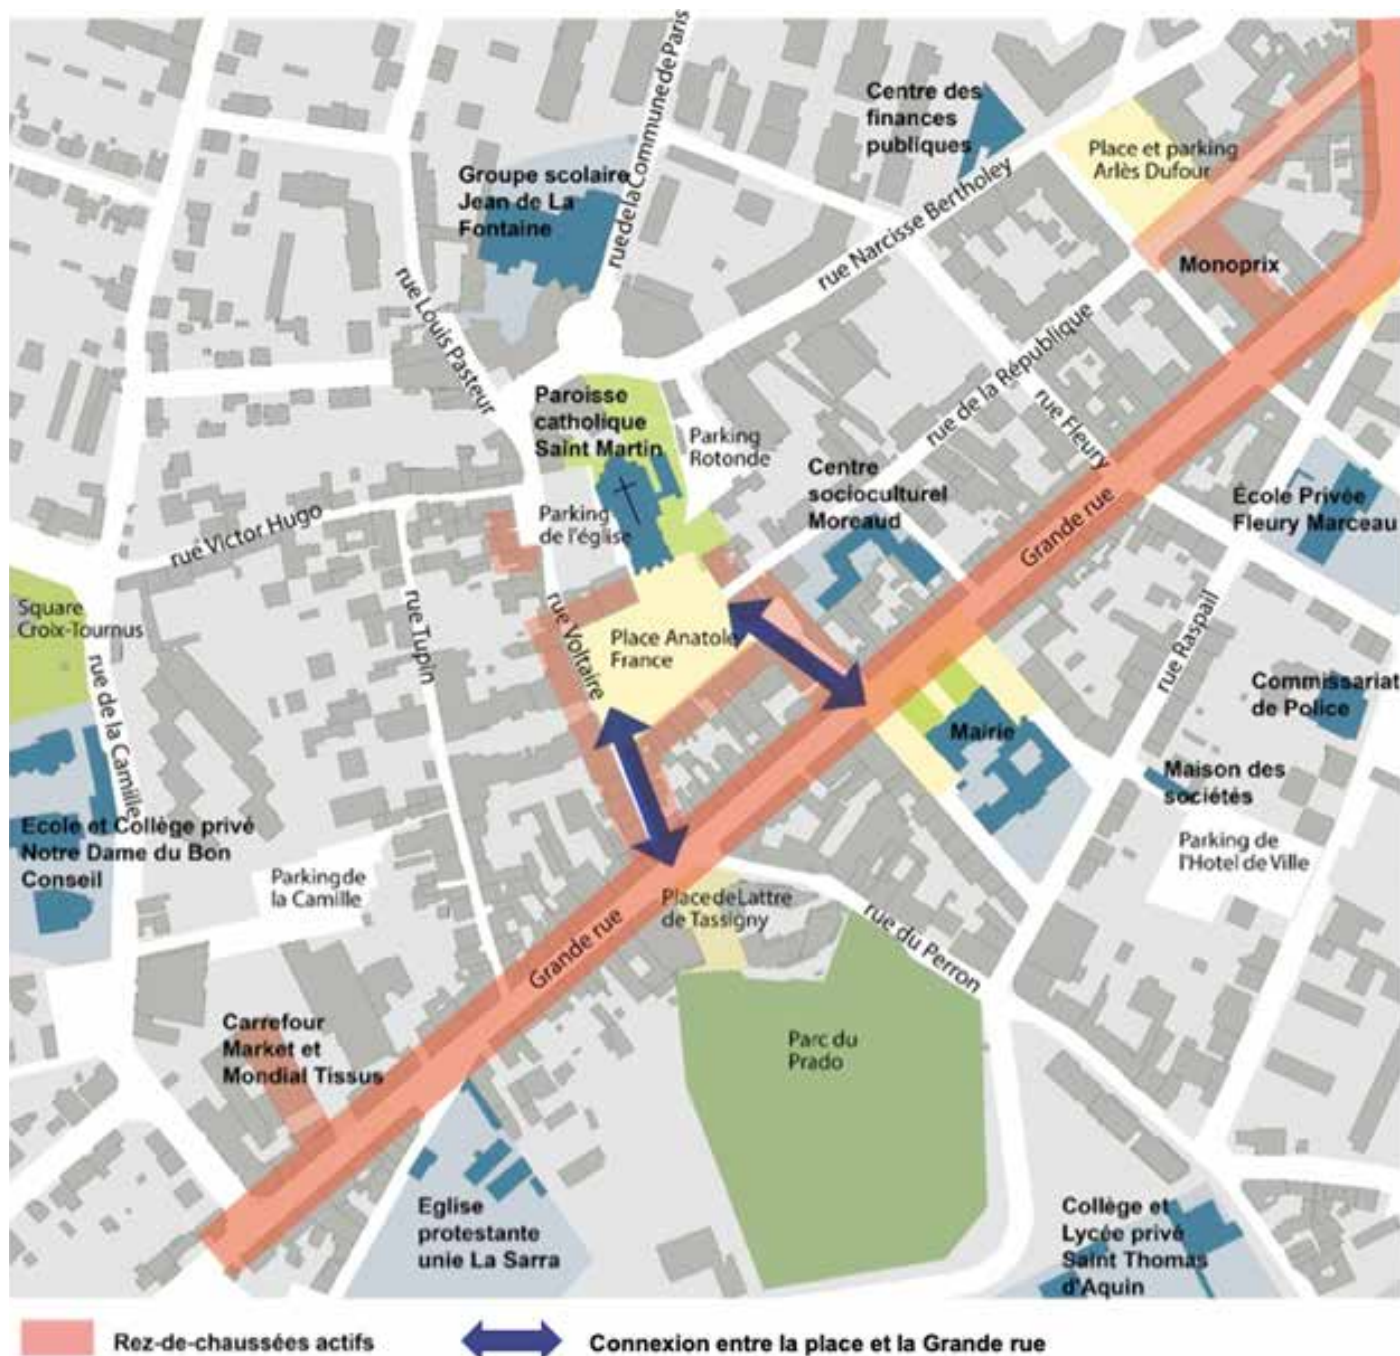 rue de la Commune de Paris
Centre des
finances
publiques
Place et parking
Arlès Dufour
Groupe scolaire
Jean de La
Fontaine
rue Narcisse Bertholey
Monoprix
rue Louis Pasteur
rue de la République
Paroisse
catholique
Saint Martin
Parking
Rotonde
rue Fleury
Centre
socioculturel
Moreaud
École Privée
Fleury Marceau
Grande rue
rue Victor Hugo
Parking
de l'église
Square
Croix-Tournus
rue Tupin
rue Voltaire
Place Anatole
France
rue Raspail
rue de la Camille
Commissariat
de Police
Mairie
Maison des
sociétés
Ecole et Collège privé
Notre Dame du Bon
Conseil
Parking de
l'Hotel de Ville
Parking de
la Camille
Place de Lattre
de Tassigny
Grande rue
rue du Perron
Carrefour
Market et
Mondial Tissus
Parc du
Prado
Eglise
protestante
unie La Sarra
Collège et
Lycée privé
Saint Thomas
d'Aquin
Rez-de-chaussées actifs
Connexion entre la place et la Grande rue